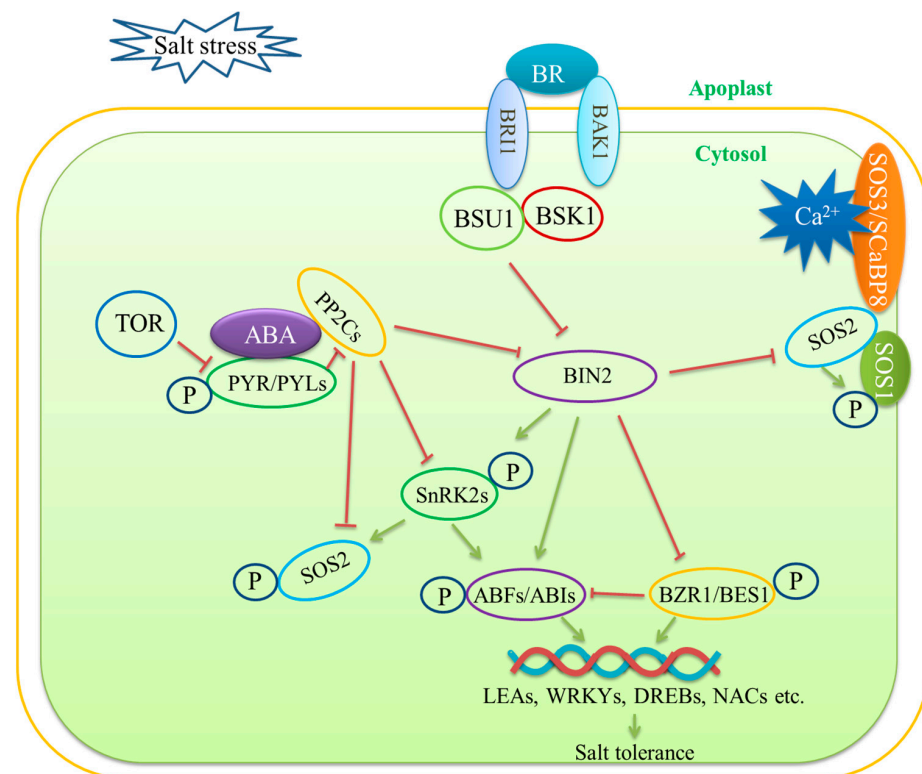 Salt stress
BR
Apoplast
BRI1
BAK1
Cytosol
SOS3/SCaBP8
Ca²⁺
BSU1
BSK1
PP2Cs
TOR
ABA
SOS2
SOS1
PYR/PYLs
P
BIN2
P
P
SnRK2s
SOS2
P
P
ABFs/ABIs
BZR1/BES1
P
LEAs, WRKYs, DREBs, NACs etc.
Salt tolerance